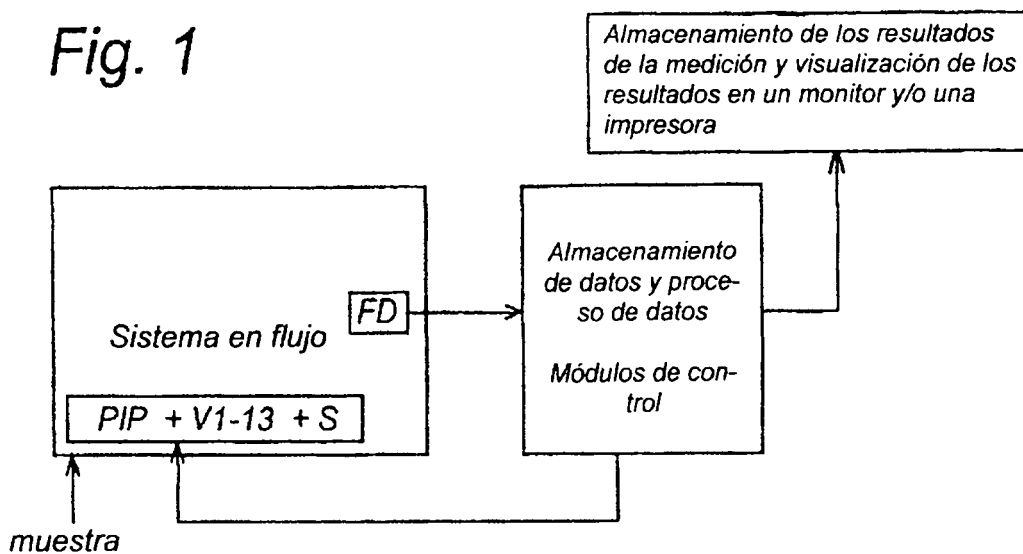 Fig. 1
Almacenamiento de los resultados
de la medición y visualización de los
resultados en un monitor y/o una
impresora
Almacenamiento
de datos y proce-
so de datos
Módulos de con-
trol
FD
Sistema en flujo
PIP + V1-13 + S
muestra